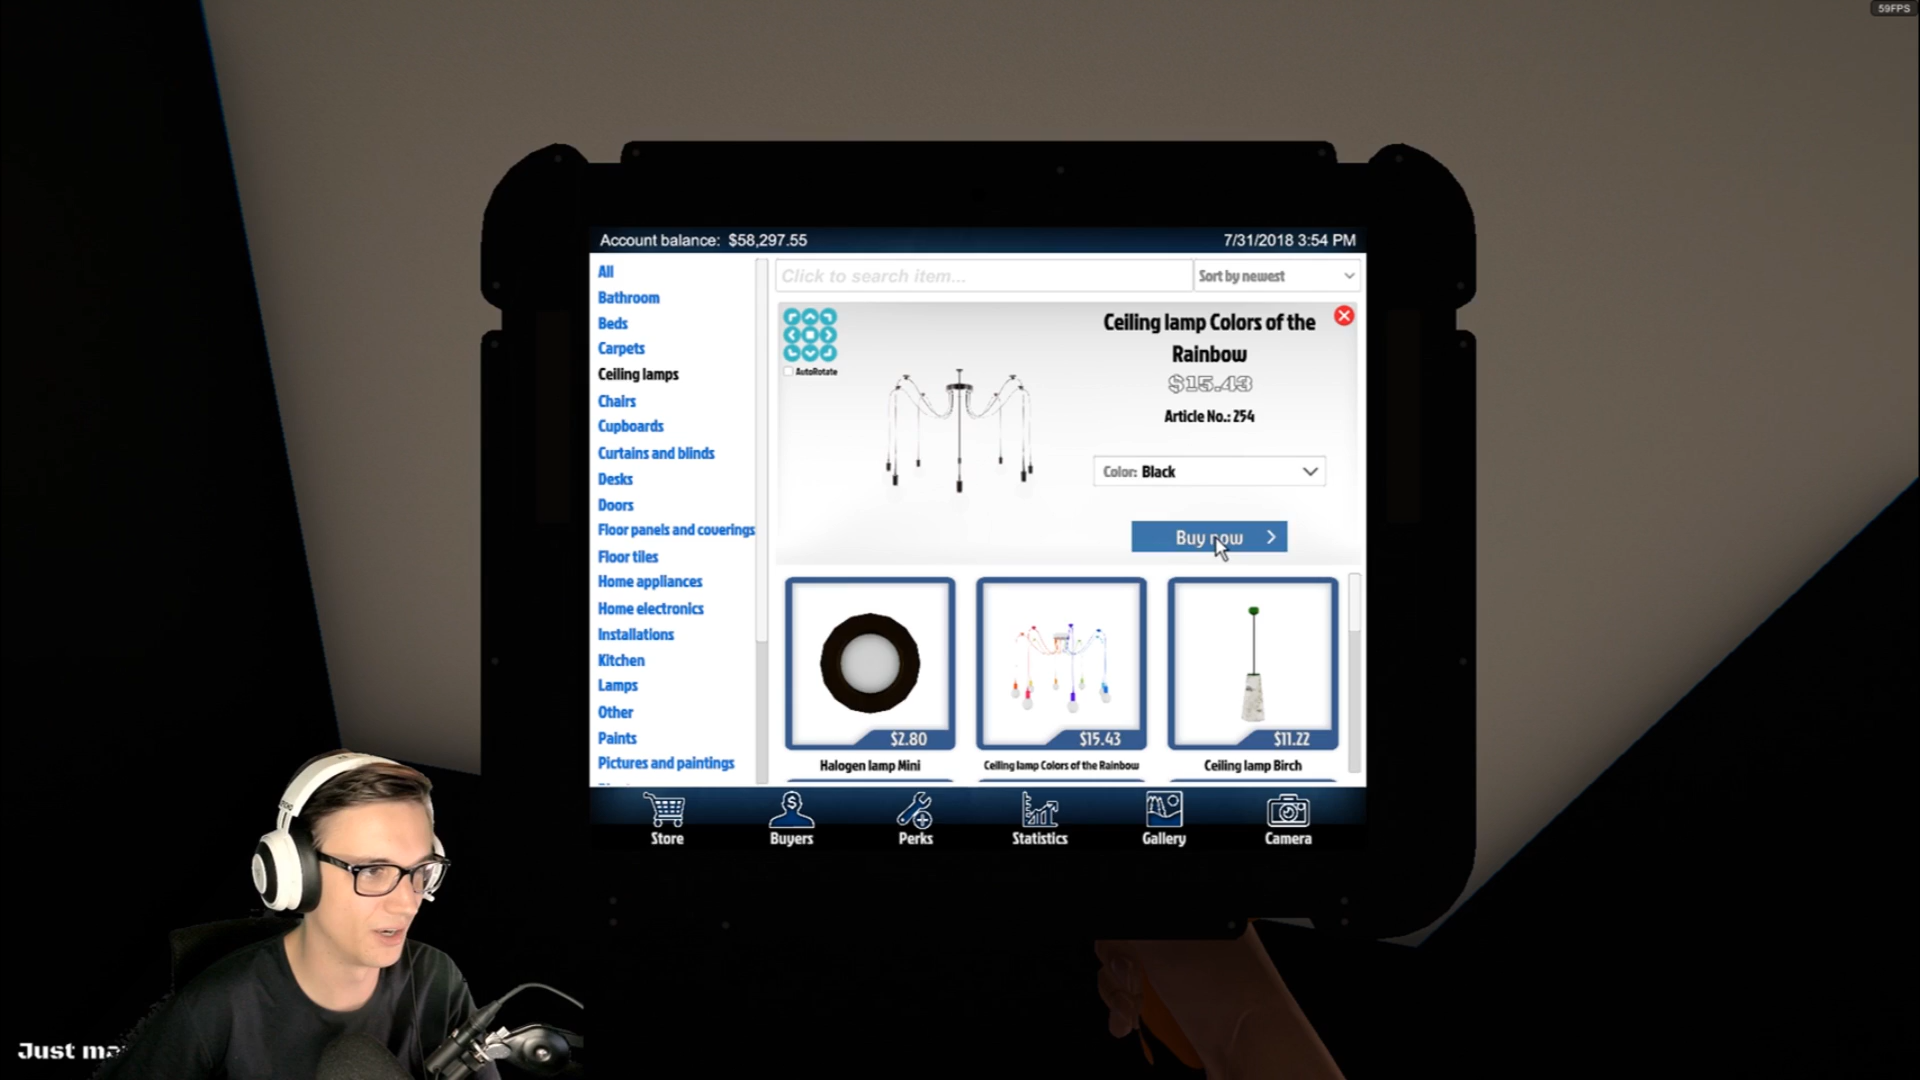 59FPS
Account balance: $58,297.55
7/31/2018 3:54 PM
All
Bathroom
Beds
Carpets
Ceiling lamps
Chairs
Cupboards
Curtains and blinds
Desks
Doors
Floor panels and coverings
Floor tiles
Home appliances
Home electronics
Installations
Kitchen
Lamps
Other
Paints
Pictures and paintings
Click to search item...
Sort by newest
AutoRotate
Ceiling lamp Colors of the
Rainbow
$15.43
Article No.: 254
Color: Black
Buy now
$2.80
Halogen lamp Mini
$15.43
Ceiling lamp Colors of the Rainbow
$11.22
Ceiling lamp Birch
Store
Buyers
Perks
Statistics
Gallery
Camera
Just